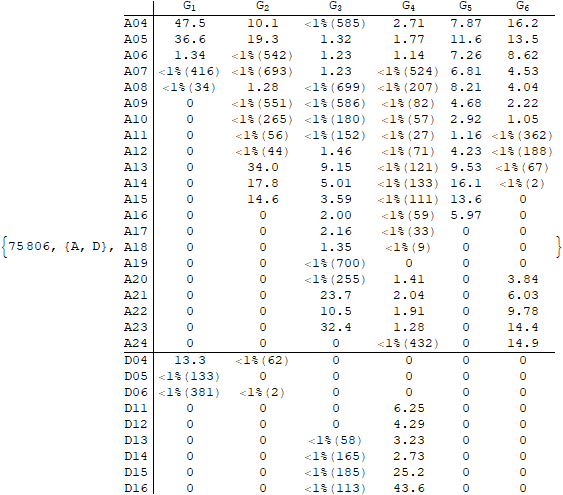 G₁ G₂ G₃ G₄ G₅ G₆
A04 47.5 10.1 <1%(585) 2.71 7.87 16.2
A05 36.6 19.3 1.32 1.77 11.6 13.5
A06 1.34 <1%(542) 1.23 1.14 7.26 8.62
A07 <1%(416) <1%(693) 1.23 <1%(524) 6.81 4.53
A08 <1%(34) 1.28 <1%(699) <1%(207) 8.21 4.04
A09 0 <1%(551) <1%(586) <1%(82) 4.68 2.22
A10 0 <1%(265) <1%(180) <1%(57) 2.92 1.05
A11 0 <1%(56) <1%(152) <1%(27) 1.16 <1%(362)
A12 0 <1%(44) 1.46 <1%(71) 4.23 <1%(188)
A13 0 34.0 9.15 <1%(121) 9.53 <1%(67)
A14 0 17.8 5.01 <1%(133) 16.1 <1%(2)
A15 0 14.6 3.59 <1%(111) 13.6 0
A16 0 0 2.00 <1%(59) 5.97 0
A17 0 0 2.16 <1%(33) 0 0
{75806, {A, D}, A18 0 0 1.35 <1%(9) 0 0 }
A19 0 0 <1%(700) 0 0 0
A20 0 0 <1%(255) 1.41 0 3.84
A21 0 0 23.7 2.04 0 6.03
A22 0 0 10.5 1.91 0 9.78
A23 0 0 32.4 1.28 0 14.4
A24 0 0 0 <1%(432) 0 14.9
D04 13.3 <1%(62) 0 0 0 0
D05 <1%(133) 0 0 0 0 0
D06 <1%(381) <1%(2) 0 0 0 0
D11 0 0 0 6.25 0 0
D12 0 0 0 4.29 0 0
D13 0 0 <1%(58) 3.23 0 0
D14 0 0 <1%(165) 2.73 0 0
D15 0 0 <1%(185) 25.2 0 0
D16 0 0 <1%(113) 43.6 0 0